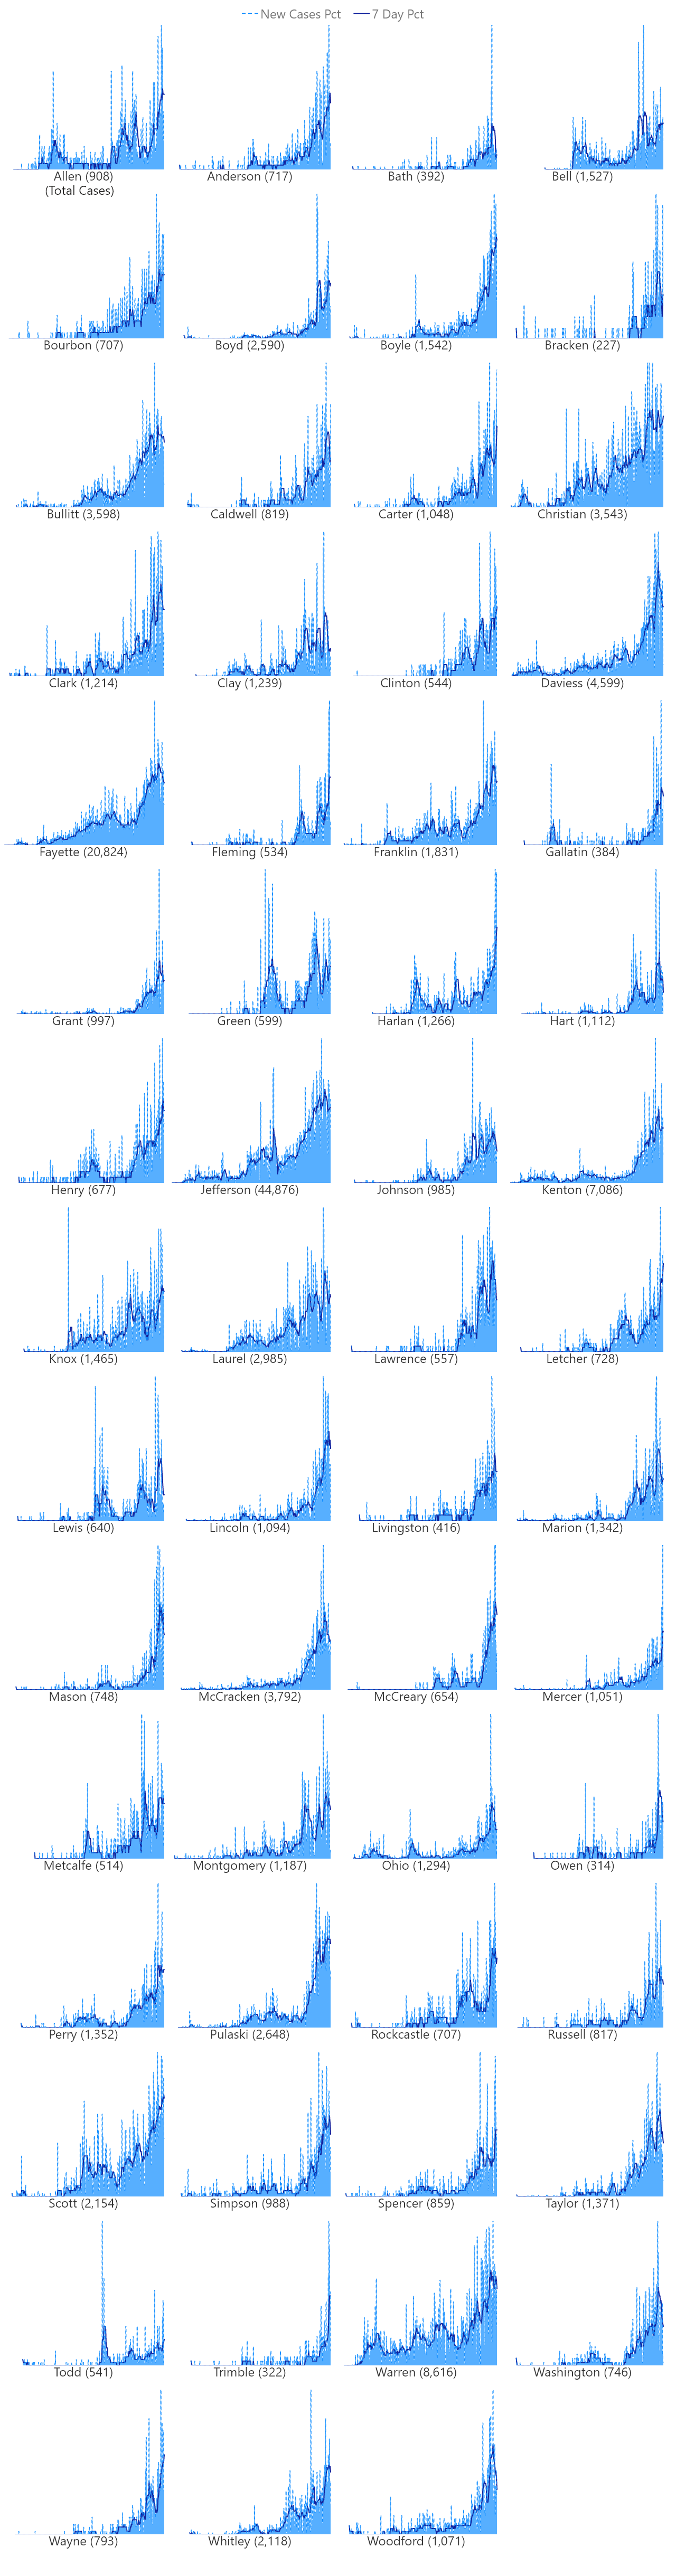 New Cases Pct 7 Day Pct
Allen (908) Anderson (717) Bath (392) Bell (1,527)
(Total Cases)
Bourbon (707) Boyd (2,590) Boyle (1,542) Bracken (227)
Bullitt (3,598) Caldwell (819) Carter (1,048) Christian (3,543)
Clark (1,214) Clay (1,239) Clinton (544) Daviess (4,599)
Fayette (20,824) Fleming (534) Franklin (1,831) Gallatin (384)
Grant (997) Green (599) Harlan (1,266) Hart (1,112)
Henry (677) Jefferson (44,876) Johnson (985) Kenton (7,086)
Knox (1,465) Laurel (2,985) Lawrence (557) Letcher (728)
Lewis (640) Lincoln (1,094) Livingston (416) Marion (1,342)
Mason (748) McCracken (3,792) McCreary (654) Mercer (1,051)
Metcalfe (514) Montgomery (1,187) Ohio (1,294) Owen (314)
Perry (1,352) Pulaski (2,648) Rockcastle (707) Russell (817)
Scott (2,154) Simpson (988) Spencer (859) Taylor (1,371)
Todd (541) Trimble (322) Warren (8,616) Washington (746)
Wayne (793) Whitley (2,118) Woodford (1,071)